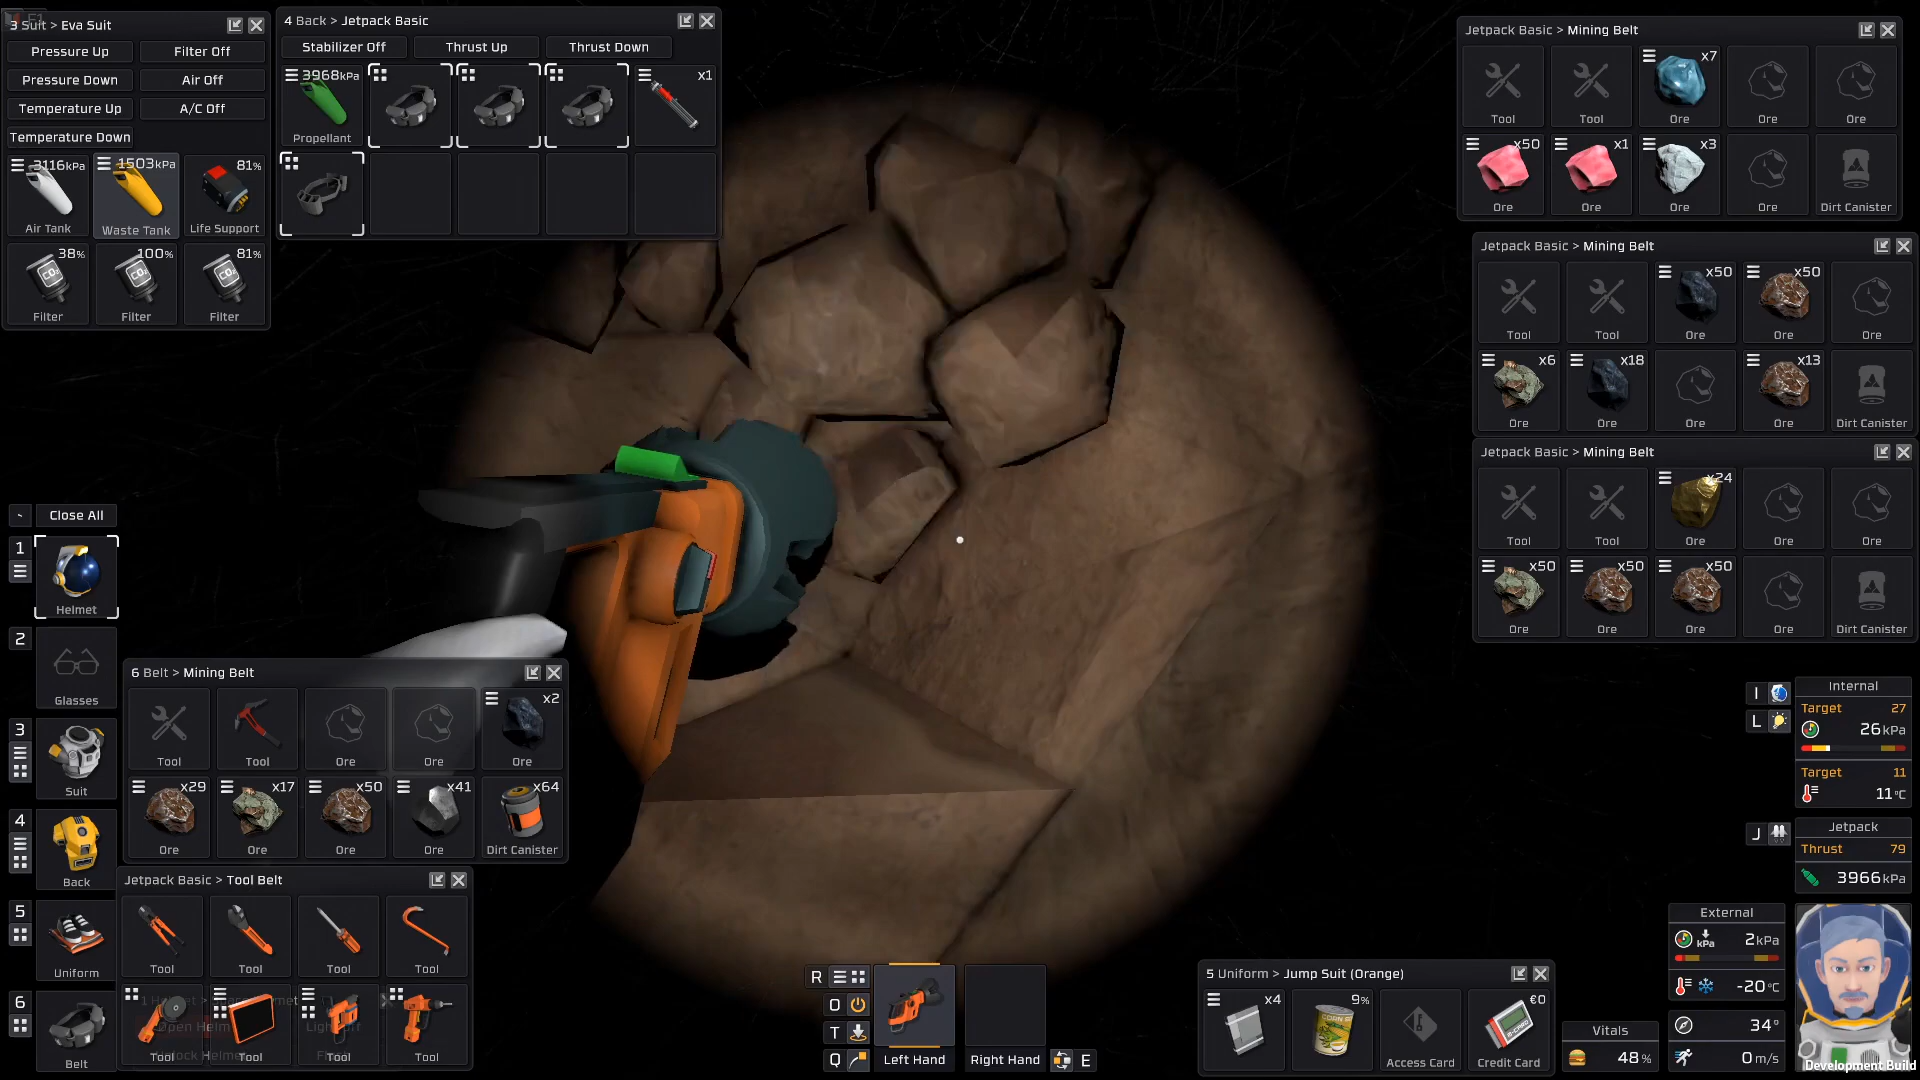 3 Suit > Eva Suit
Pressure Up
Filter Off
Pressure Down
Air Off
Temperature Up
A/C Off
Temperature Down
3116kPa
1503kPa
81%
Air Tank
Waste Tank
Life Support
38%
100%
81%
Filter
Filter
Filter
4 Back > Jetpack Basic
Stabilizer Off
Thrust Up
Thrust Down
3968kPa
x1
Propellant
Jetpack Basic > Mining Belt
x7
Tool
Tool
Ore
Ore
Ore
x50
x1
x3
Ore
Ore
Ore
Ore
Dirt Canister
Jetpack Basic > Mining Belt
x50
x50
Tool
Tool
Ore
Ore
Ore
x6
x18
x13
Ore
Ore
Ore
Ore
Dirt Canister
Jetpack Basic > Mining Belt
x24
Tool
Tool
Ore
Ore
Ore
x50
x50
x50
Ore
Ore
Ore
Ore
Dirt Canister
~ Close All
1
Helmet
2
Glasses
3
Suit
4
Back
5
Uniform
6
Belt
6 Belt > Mining Belt
x2
Tool
Tool
Ore
Ore
Ore
x29
x17
x50
x41
x64
Ore
Ore
Ore
Ore
Dirt Canister
Jetpack Basic > Tool Belt
Tool
Tool
Tool
Tool
Tool
Tool
Tool
Tool
R
O
T
Q
Left Hand
Right Hand
E
5 Uniform > Jump Suit (Orange)
x4
9%
€0
Access Card
Credit Card
I
L
Internal
Target 27
26kPa
Target 11
11°C
J
Jetpack
Thrust 79
3966kPa
External
kPa
2kPa
-20°C
34°
0m/s
Vitals
48%
Development Build